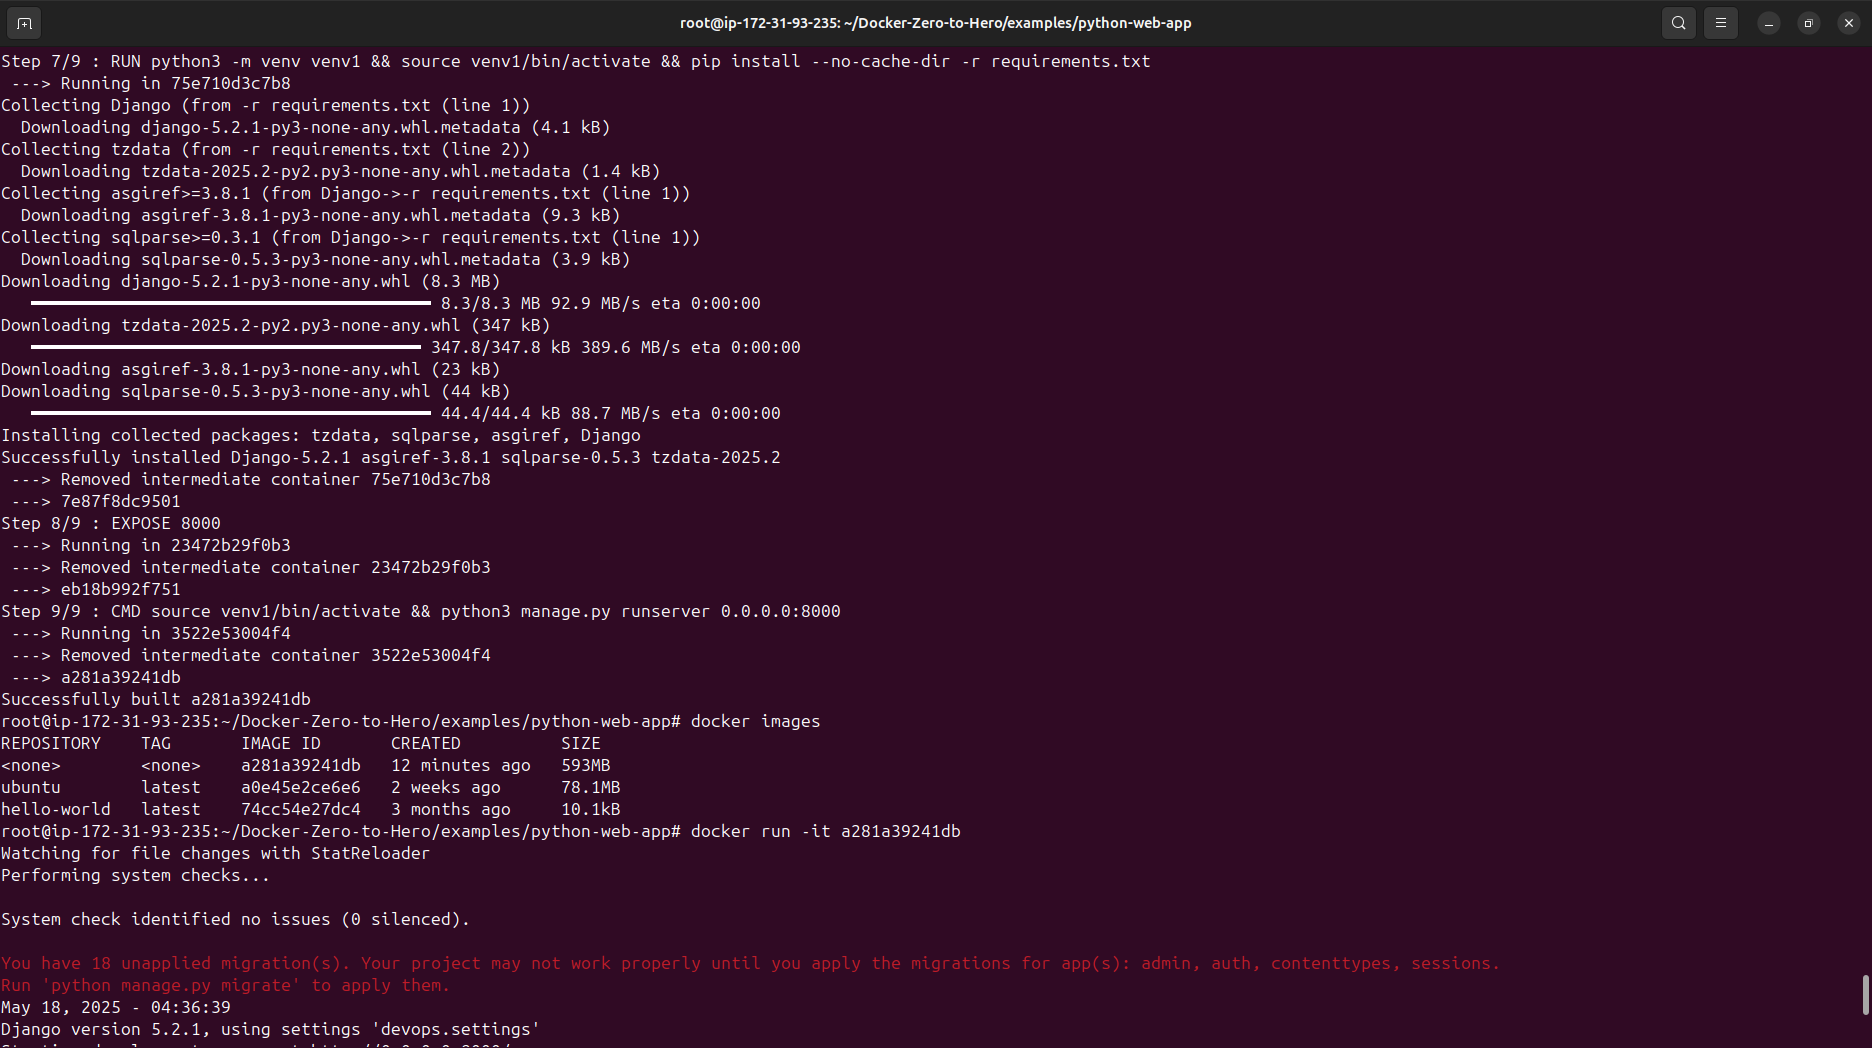 root@ip-172-31-93-235: ~/Docker-Zero-to-Hero/examples/python-web-app
Step 7/9 : RUN python3 -m venv venv1 && source venv1/bin/activate && pip install --no-cache-dir -r requirements.txt
 ---> Running in 75e710d3c7b8
Collecting Django (from -r requirements.txt (line 1))
  Downloading django-5.2.1-py3-none-any.whl.metadata (4.1 kB)
Collecting tzdata (from -r requirements.txt (line 2))
  Downloading tzdata-2025.2-py2.py3-none-any.whl.metadata (1.4 kB)
Collecting asgiref>=3.8.1 (from Django->-r requirements.txt (line 1))
  Downloading asgiref-3.8.1-py3-none-any.whl.metadata (9.3 kB)
Collecting sqlparse>=0.3.1 (from Django->-r requirements.txt (line 1))
  Downloading sqlparse-0.5.3-py3-none-any.whl.metadata (3.9 kB)
Downloading django-5.2.1-py3-none-any.whl (8.3 MB)
8.3/8.3 MB 92.9 MB/s eta 0:00:00
Downloading tzdata-2025.2-py2.py3-none-any.whl (347 kB)
347.8/347.8 kB 389.6 MB/s eta 0:00:00
Downloading asgiref-3.8.1-py3-none-any.whl (23 kB)
Downloading sqlparse-0.5.3-py3-none-any.whl (44 kB)
44.4/44.4 kB 88.7 MB/s eta 0:00:00
Installing collected packages: tzdata, sqlparse, asgiref, Django
Successfully installed Django-5.2.1 asgiref-3.8.1 sqlparse-0.5.3 tzdata-2025.2
 ---> Removed intermediate container 75e710d3c7b8
 ---> 7e87f8dc9501
Step 8/9 : EXPOSE 8000
 ---> Running in 23472b29f0b3
 ---> Removed intermediate container 23472b29f0b3
 ---> eb18b992f751
Step 9/9 : CMD source venv1/bin/activate && python3 manage.py runserver 0.0.0.0:8000
 ---> Running in 3522e53004f4
 ---> Removed intermediate container 3522e53004f4
 ---> a281a39241db
Successfully built a281a39241db
root@ip-172-31-93-235:~/Docker-Zero-to-Hero/examples/python-web-app# docker images
REPOSITORY    TAG       IMAGE ID       CREATED          SIZE
<none>        <none>    a281a39241db   12 minutes ago   593MB
ubuntu        latest    a0e45e2ce6e6   2 weeks ago      78.1MB
hello-world   latest    74cc54e27dc4   3 months ago     10.1kB
root@ip-172-31-93-235:~/Docker-Zero-to-Hero/examples/python-web-app# docker run -it a281a39241db
Watching for file changes with StatReloader
Performing system checks...
System check identified no issues (0 silenced).
You have 18 unapplied migration(s). Your project may not work properly until you apply the migrations for app(s): admin, auth, contenttypes, sessions.
Run 'python manage.py migrate' to apply them.
May 18, 2025 - 04:36:39
Django version 5.2.1, using settings 'devops.settings'